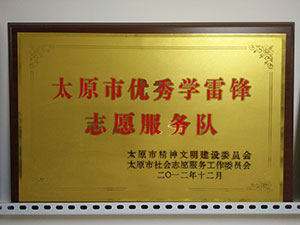 太原市优秀学雷锋
志愿服务队
太原市精神文明建设委员会
太原市社会志愿服务工作委员会
二〇一二年十二月